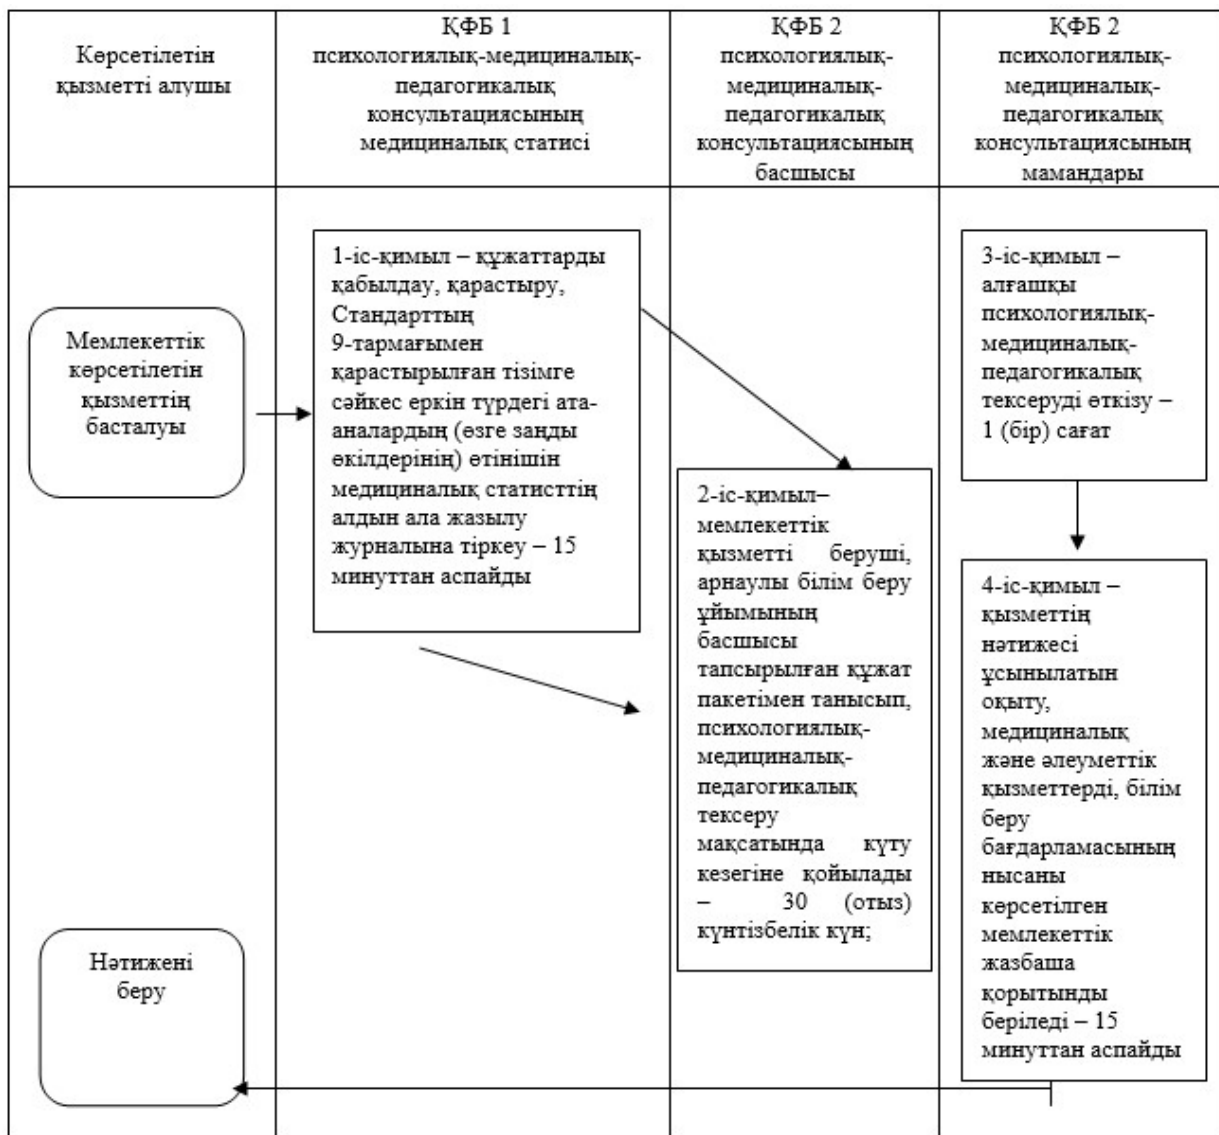 Көрсетілетін
қызметті алушы
ҚФБ 1
психологиялық-медициналық-
педагогикалық
консультациясының
медициналық статисі
ҚФБ 2
психологиялық-
медициналық-
педагогикалық
консультациясының
басшысы
ҚФБ 2
психологиялық-
медициналық-
педагогикалық
консультациясының
мамандары
Мемлекеттік
көрсетілетін
қызметтің
басталуы
1-іс-қимыл – құжаттарды
қабылдау, қарастыру,
Стандарттың
9-тармағымен
қарастырылған тізімге
сәйкес еркін түрдегі ата-
аналардың (өзге заңды
өкілдерінің) өтінішін
медициналық статисттің
алдын ала жазылу
журналына тіркеу – 15
минуттан аспайды
2-іс-қимыл–
мемлекеттік
қызметті беруші,
арнаулы білім беру
ұйымының
басшысы
тапсырылған құжат
пакетімен танысып,
психологиялық-
медициналық-
педагогикалық
тексеру
мақсатында күту
кезегіне қойылады
– 30 (отыз)
күнтізбелік күн;
3-іс-қимыл –
алғашқы
психологиялық-
медициналық-
педагогикалық
тексеруді өткізу –
1 (бір) сағат
4-іс-қимыл –
қызметтің
нәтижесі
ұсынылатын
оқыту,
медициналық
және әлеуметтік
қызметтерді, білім
беру
бағдарламасының
нысаны
көрсетілген
мемлекеттік
жазбаша
қорытынды
беріледі – 15
минуттан аспайды
Нәтижені
беру